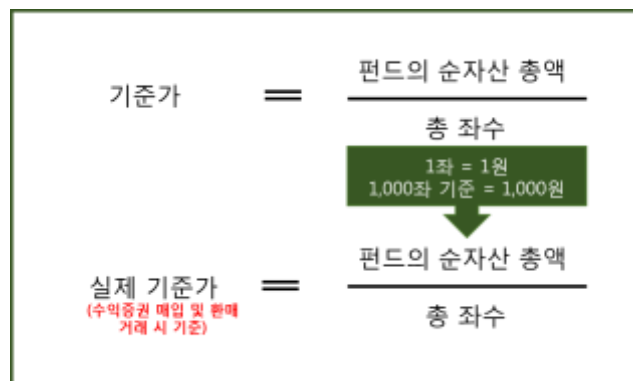 기준가 = 펀드의 순자산 총액
총 좌수
1좌 = 1원
1,000좌 기준 = 1,000원
실제 기준가 = 펀드의 순자산 총액
(수익증권 매입 및 환매
거래 시 기준)
총 좌수